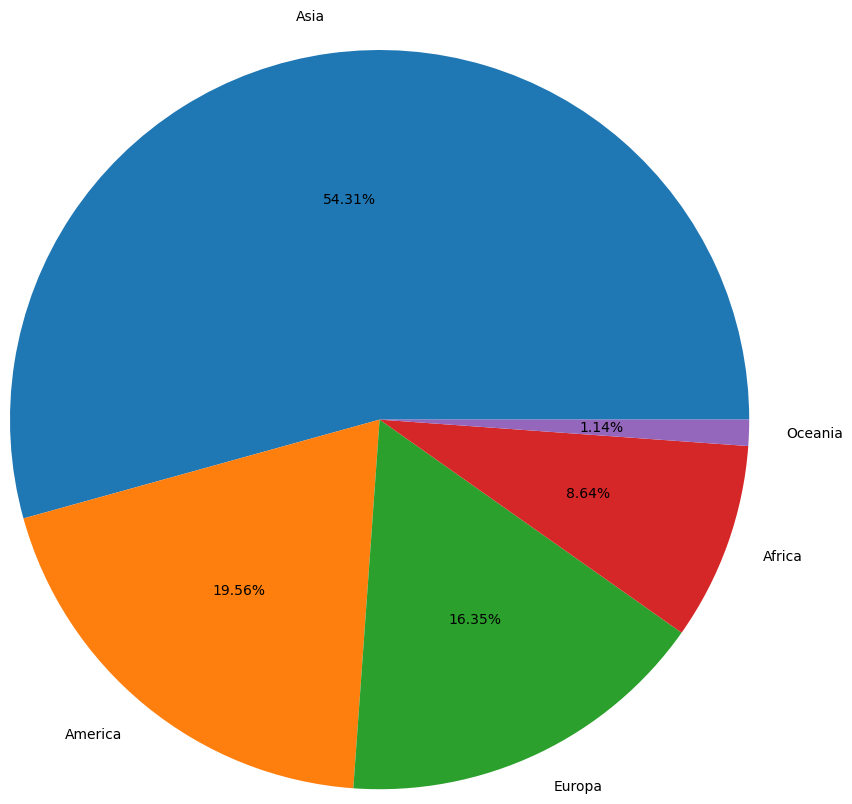 Asia
54.31%
1.14%
Oceania
8.64%
Africa
19.56%
16.35%
America
Europa